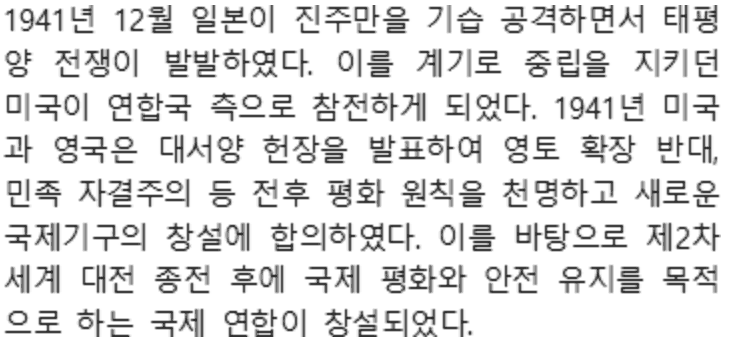 1941년 12월 일본이 진주만을 기습 공격하면서 태평
양 전쟁이 발발하였다. 이를 계기로 중립을 지키던
미국이 연합국 측으로 참전하게 되었다. 1941년 미국
과 영국은 대서양 헌장을 발표하여 영토 확장 반대,
민족 자결주의 등 전후 평화 원칙을 천명하고 새로운
국제기구의 창설에 합의하였다. 이를 바탕으로 제2차
세계 대전 종전 후에 국제 평화와 안전 유지를 목적
으로 하는 국제 연합이 창설되었다.